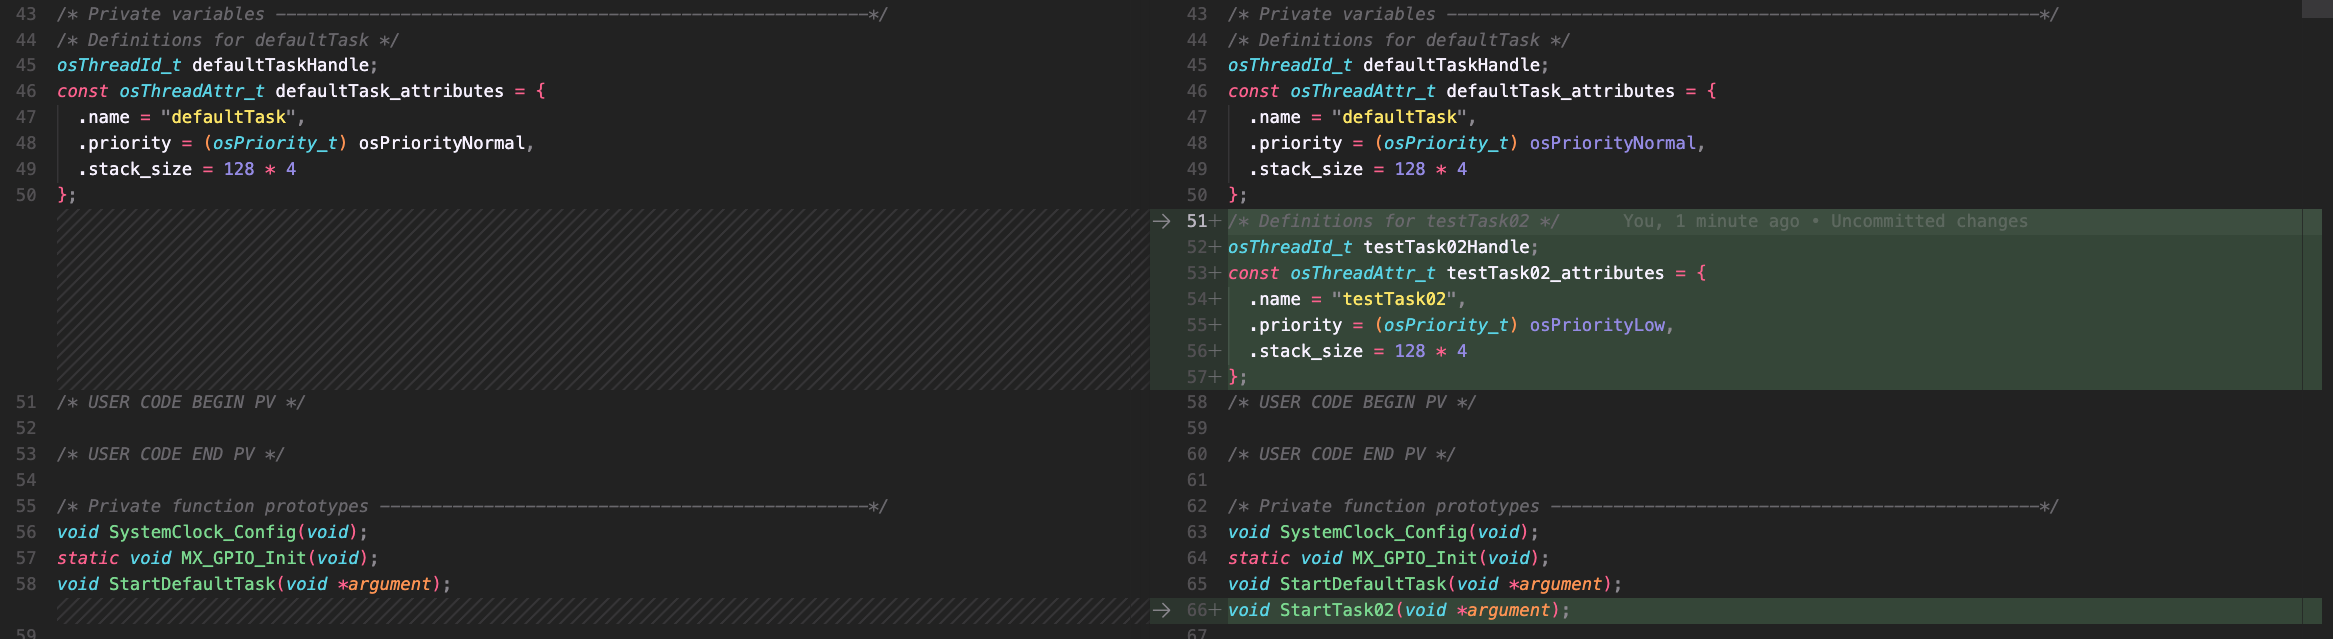 43 /* Private variables ---------------------------------------------------------*/
44 /* Definitions for defaultTask */
45 osThreadId_t defaultTaskHandle;
46 const osThreadAttr_t defaultTask_attributes = {
47 .name = "defaultTask",
48 .priority = (osPriority_t) osPriorityNormal,
49 .stack_size = 128 * 4
50 };
51 /* USER CODE BEGIN PV */
52
53 /* USER CODE END PV */
54
55 /* Private function prototypes -----------------------------------------------*/
56 void SystemClock_Config(void);
57 static void MX_GPIO_Init(void);
58 void StartDefaultTask(void *argument);
59
43 /* Private variables ---------------------------------------------------------*/
44 /* Definitions for defaultTask */
45 osThreadId_t defaultTaskHandle;
46 const osThreadAttr_t defaultTask_attributes = {
47 .name = "defaultTask",
48 .priority = (osPriority_t) osPriorityNormal,
49 .stack_size = 128 * 4
50 };
→ 51+ /* Definitions for testTask02 */ You, 1 minute ago • Uncommitted changes
52+ osThreadId_t testTask02Handle;
53+ const osThreadAttr_t testTask02_attributes = {
54+ .name = "testTask02",
55+ .priority = (osPriority_t) osPriorityLow,
56+ .stack_size = 128 * 4
57+ };
58 /* USER CODE BEGIN PV */
59
60 /* USER CODE END PV */
61
62 /* Private function prototypes -----------------------------------------------*/
63 void SystemClock_Config(void);
64 static void MX_GPIO_Init(void);
65 void StartDefaultTask(void *argument);
→ 66+ void StartTask02(void *argument);
67